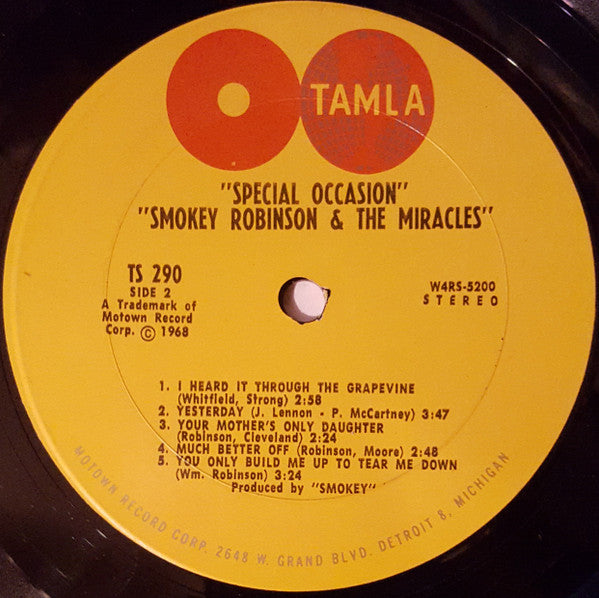 TAMLA
"SPECIAL OCCASION"
"SMOKEY ROBINSON & THE MIRACLES"
TS 290
SIDE 2
A Trademark of
Motown Record
Corp. © 1968
W4RS-5200
STEREO
1. I HEARD IT THROUGH THE GRAPEVINE
(Whitfield, Strong) 2:58
2. YESTERDAY (J. Lennon - P. McCartney) 3:47
3. YOUR MOTHER'S ONLY DAUGHTER
(Robinson, Cleveland) 2:24
4. MUCH BETTER OFF (Robinson, Moore) 2:48
5. YOU ONLY BUILD ME UP TO TEAR ME DOWN
(Wm. Robinson) 3:24
Produced by "SMOKEY"
MOTOWN RECORD CORP. 2648 W. GRAND BLVD. DETROIT 8, MICHIGAN